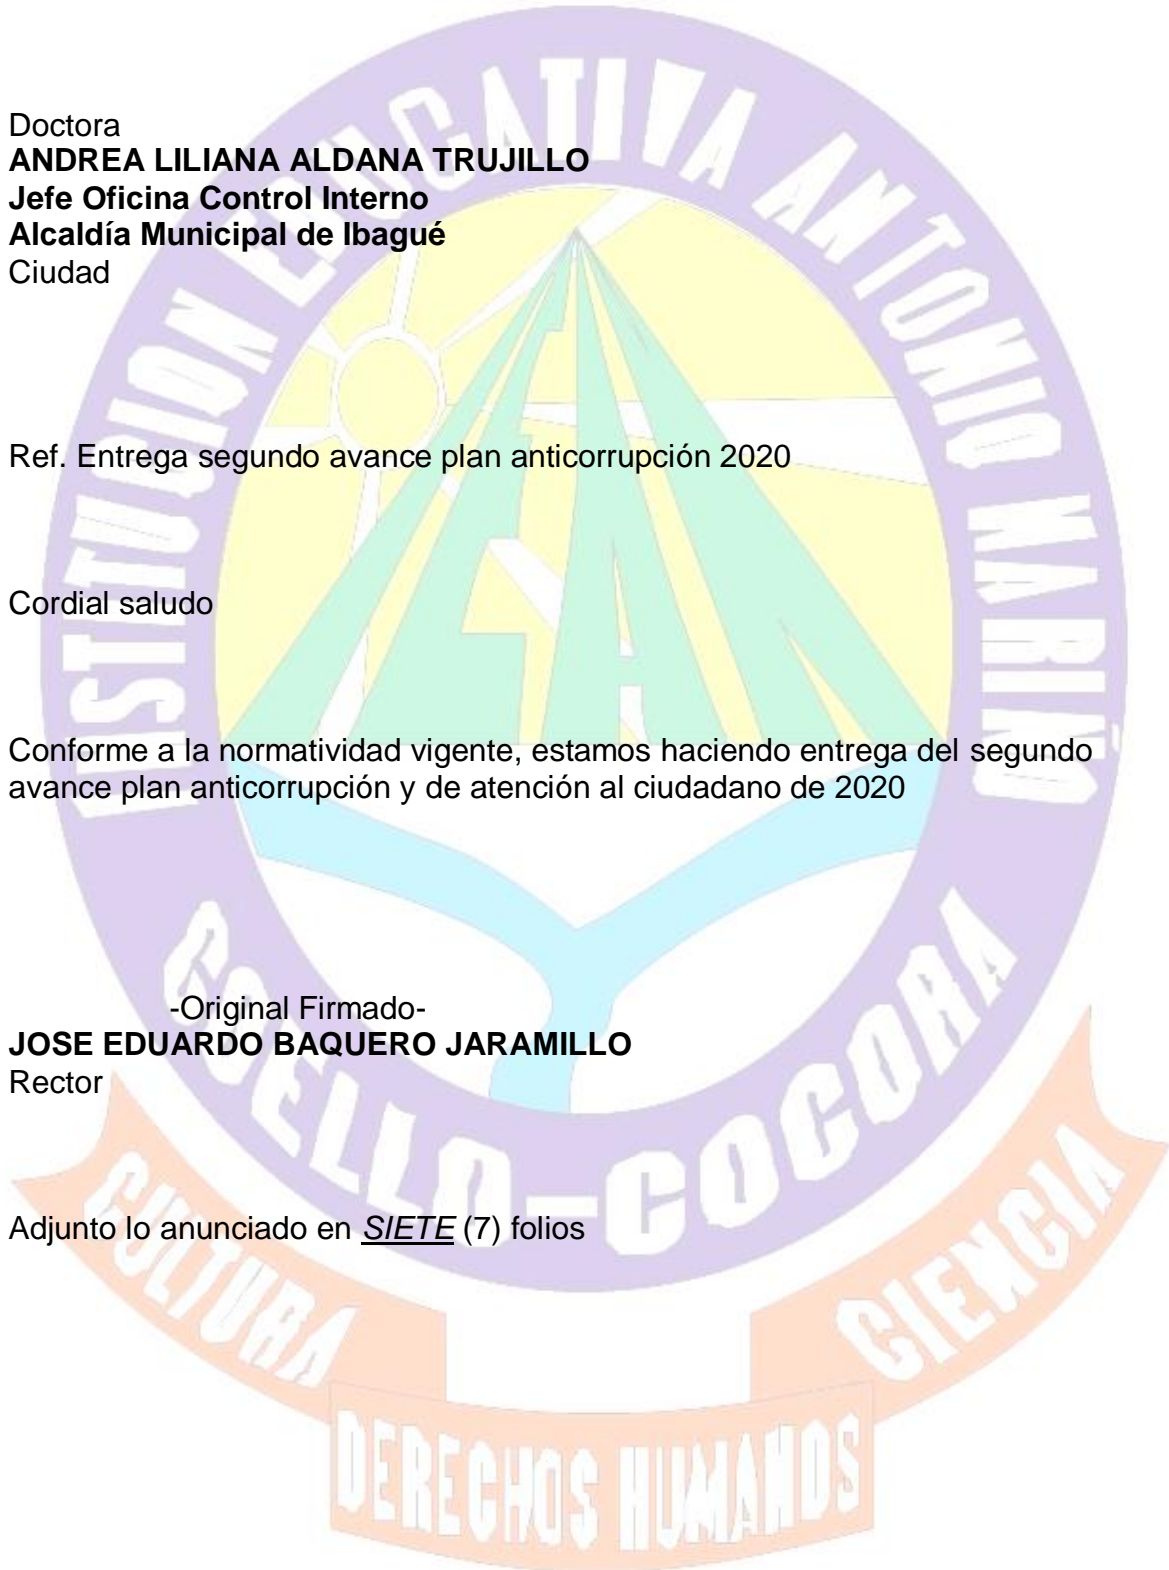 Doctora
ANDREA LILIANA ALDANA TRUJILLO
Jefe Oficina Control Interno
Alcaldía Municipal de Ibagué
Ciudad
Ref. Entrega segundo avance plan anticorrupción 2020
Cordial saludo
Conforme a la normatividad vigente, estamos haciendo entrega del segundo
avance plan anticorrupción y de atención al ciudadano de 2020
-Original Firmado-
JOSE EDUARDO BAQUERO JARAMILLO
Rector
Adjunto lo anunciado en SIETE (7) folios
INSTITUCION EDUCATIVA ANTONIO NARIÑO
COELLO-COCORA
IEAN
CULTURA
DERECHOS HUMANOS
CIENCIA